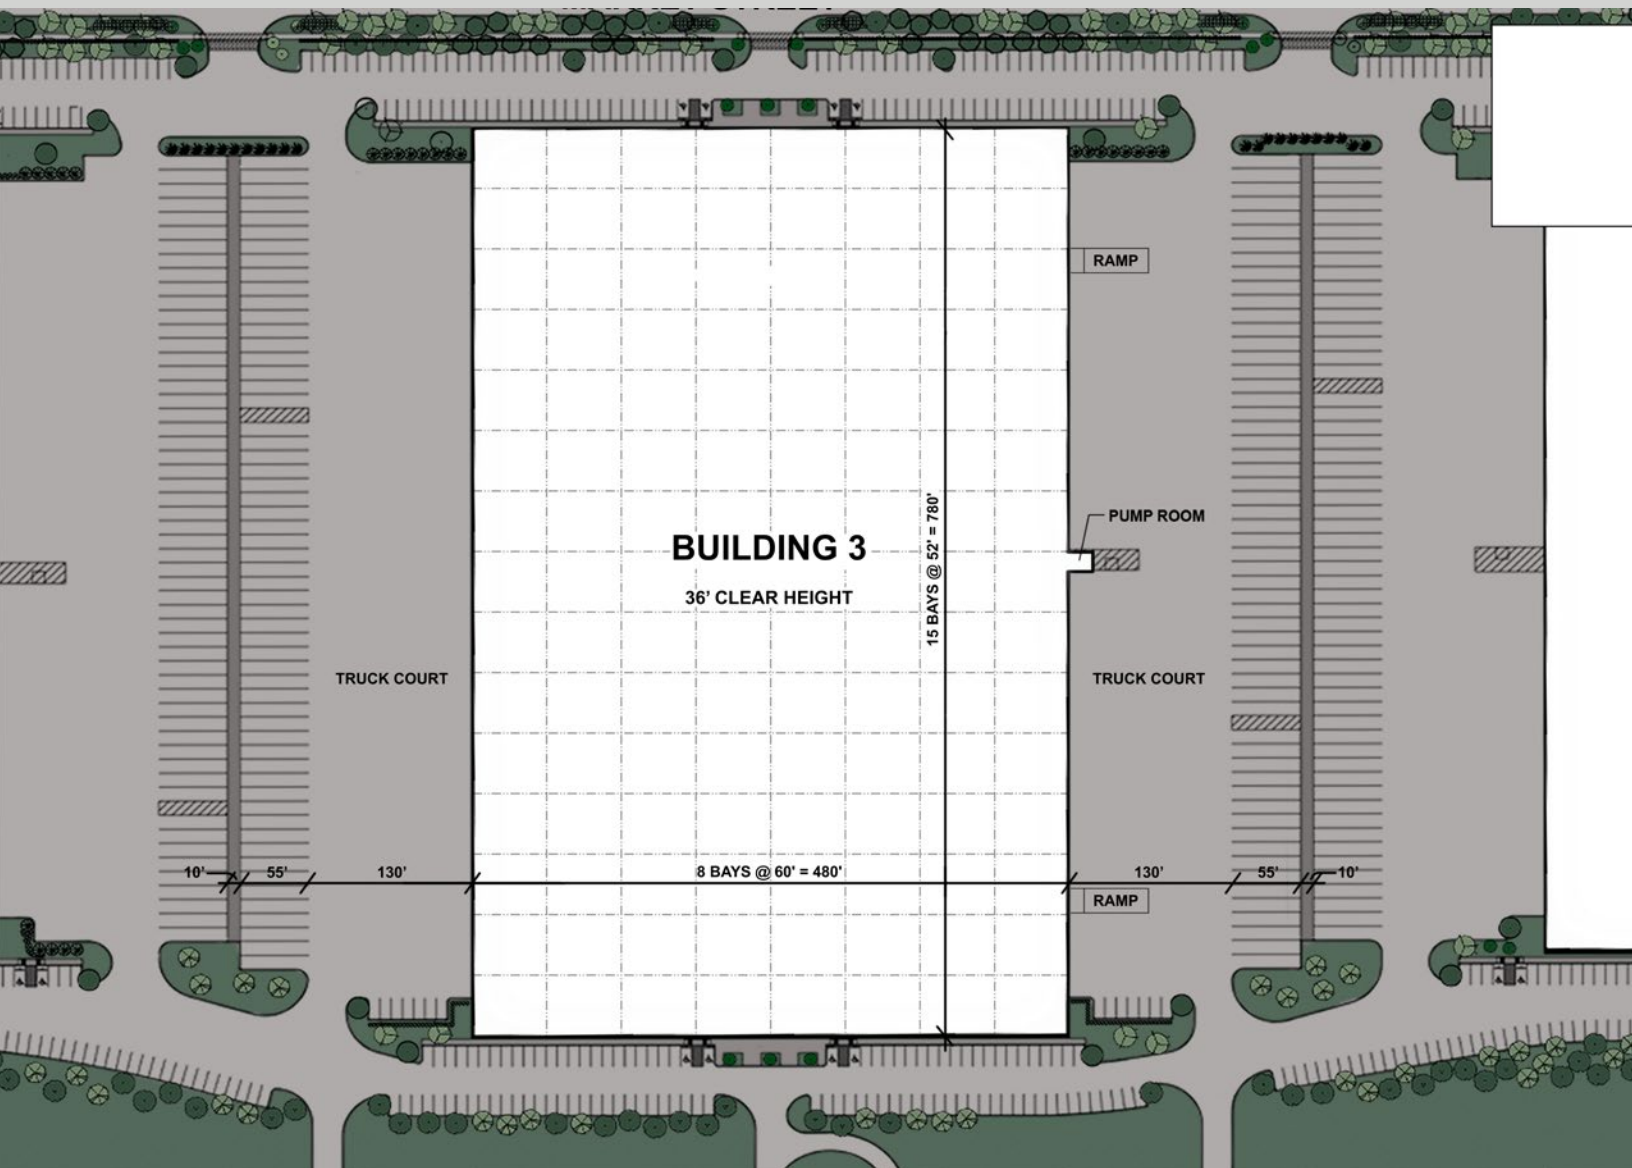 RAMP
PUMP ROOM
BUILDING 3
36' CLEAR HEIGHT
15 BAYS @ 52' = 780'
TRUCK COURT
TRUCK COURT
10'
55'
130'
8 BAYS @ 60' = 480'
130'
55'
10'
RAMP